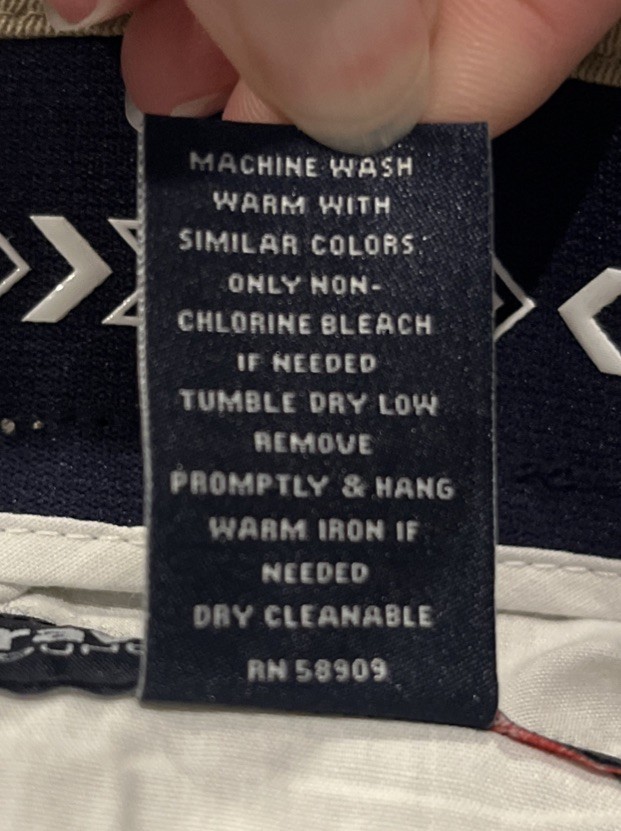 MACHINE WASH
WARM WITH
SIMILAR COLORS
ONLY NON-
CHLORINE BLEACH
IF NEEDED
TUMBLE DRY LOW
REMOVE
PROMPTLY & HANG
WARM IRON IF
NEEDED
DRY CLEANABLE
RN 58909